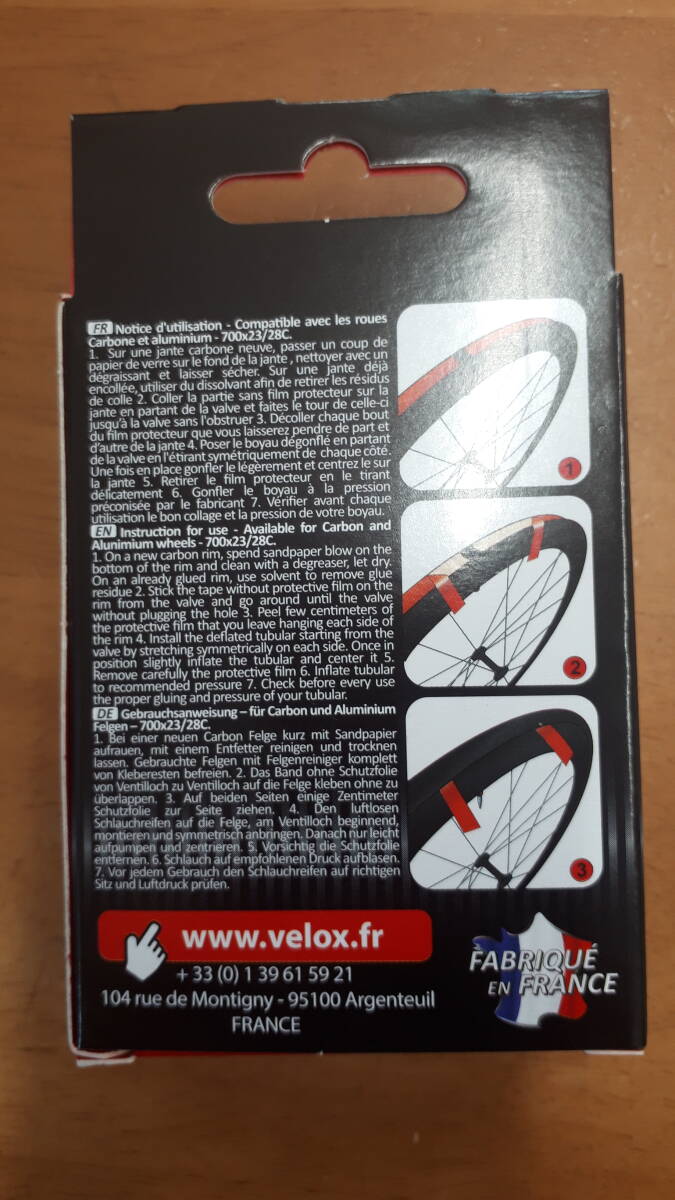 FR Notice d'utilisation - Compatible avec les roues
Carbone et aluminium - 700x23/28C.
1. Sur une jante carbone neuve, passer un coup de
papier de verre sur le fond de la jante , nettoyer avec un
dégraissant et laisser sécher. Sur une jante déjà
encollée, utiliser du dissolvant afin de retirer les résidus
de colle 2. Coller la partie sans film protecteur sur la
jante en partant de la valve et faites le tour de celle-ci
jusqu'à la valve sans l'obstruer 3. Décoller chaque bout
du film protecteur que vous laisserez pendre de part et
d'autre de la jante 4. Poser le boyau dégonflé en partant
de la valve en l'étirant symétriquement de chaque côté.
Une fois en place gonfler le légèrement et centrez le sur
la jante 5. Retirer le film protecteur en le tirant
délicatement 6. Gonfler le boyau à la pression
préconisée par le fabricant 7. Vérifier avant chaque
utilisation le bon collage et la pression de votre boyau.
EN Instruction for use - Available for Carbon and
Alunimium wheels - 700x23/28C.
1. On a new carbon rim, spend sandpaper blow on the
bottom of the rim and clean with a degreaser, let dry.
On an already glued rim, use solvent to remove glue
residue 2. Stick the tape without protective film on the
rim from the valve and go around until the valve
without plugging the hole 3. Peel few centimeters of
the protective film that you leave hanging each side of
the rim 4. Install the deflated tubular starting from the
valve by stretching symmetrically on each side. Once in
position slightly inflate the tubular and center it 5.
Remove carefully the protective film 6. Inflate tubular
to recommended pressure 7. Check before every use
the proper gluing and pressure of your tubular.
DE Gebrauchsanweisung – für Carbon und Aluminium
Felgen – 700x23/28C.
1. Bei einer neuen Carbon Felge kurz mit Sandpapier
aufrauen, mit einem Entfetter reinigen und trocknen
lassen. Gebrauchte Felgen mit Felgenreiniger komplett
von Kleberesten befreien. 2. Das Band ohne Schutzfolie
von Ventilloch zu Ventilloch auf die Felge kleben ohne zu
überlappen. 3. Auf beiden Seiten einige Zentimeter
Schutzfolie zur Seite ziehen. 4. Den luftlosen
Schlauchreifen auf die Felge, am Ventilloch beginnend,
montieren und symmetrisch anbringen. Danach nur leicht
aufpumpen und zentrieren. 5. Vorsichtig die Schutzfolie
entfernen. 6. Schlauch auf empfohlenen Druck aufblasen.
7. Vor jedem Gebrauch den Schlauchreifen auf richtigen
Sitz und Luftdruck prüfen.
1
2
3
www.velox.fr
+ 33 (0) 1 39 61 59 21
104 rue de Montigny - 95100 Argenteuil
FRANCE
FABRIQUÉ
EN FRANCE